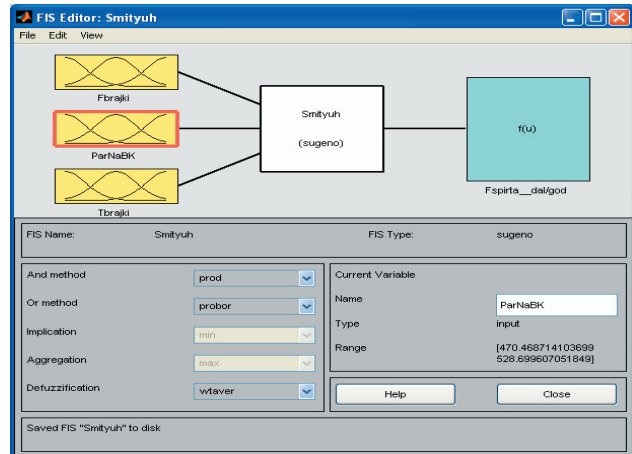 FIS Editor: Smityuh
File Edit View
Fbrajki
ParNaBK
Tbrajki
Smityuh
(sugeno)
f(u)
Fspirta__dal/god
FIS Name: Smityuh FIS Type: sugeno
And method prod
Or method probor
Implication min
Aggregation max
Defuzzification wtaver
Current Variable
Name ParNaBK
Type input
Range [470.468714103699
528.699607051849]
Help Close
Saved FIS "Smityuh" to disk